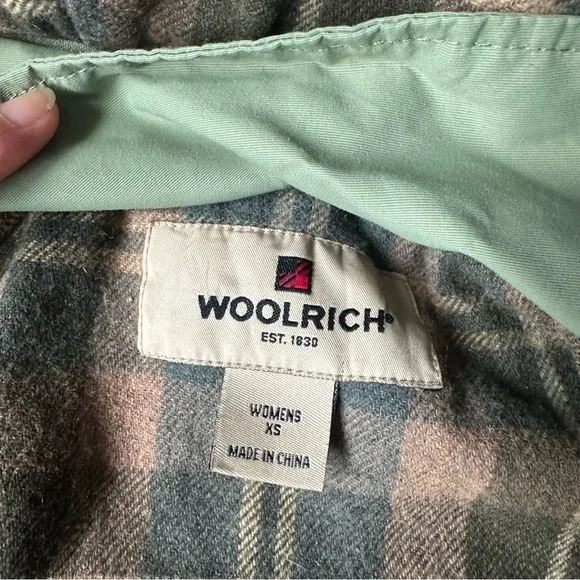 WOOLRICH®
EST. 1830
WOMENS
XS
MADE IN CHINA